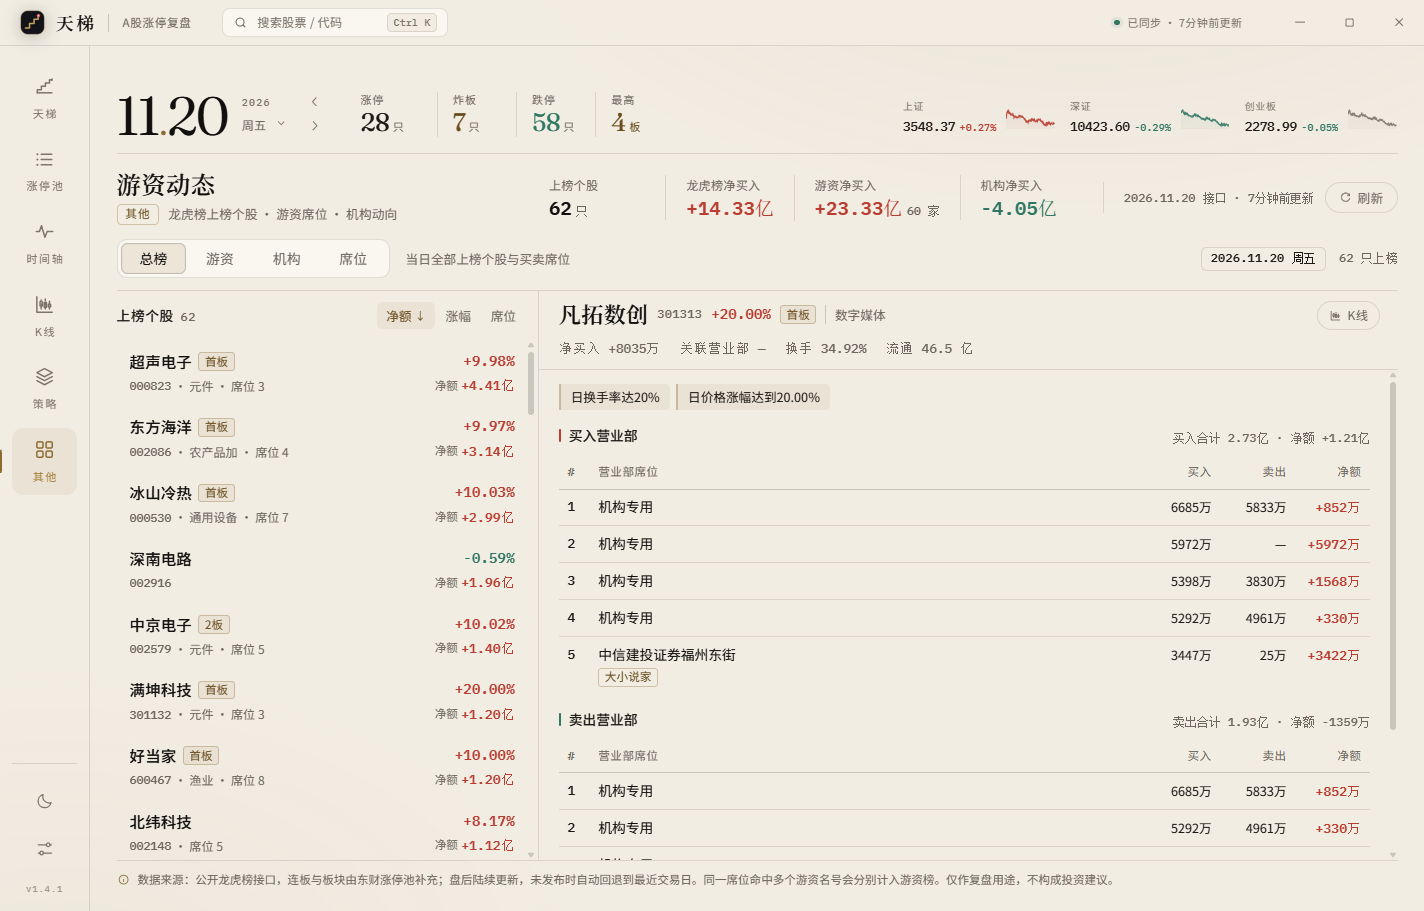 天梯 A股涨停复盘 搜索股票 / 代码 Ctrl K 已同步 · 7分钟前更新
天梯
涨停池
时间轴
K线
策略
其他
v1.4.1
11.20 2026 周五
涨停 28 只
炸板 7 只
跌停 58 只
最高 4 板
上证 3548.37 +0.27%
深证 10423.60 -0.29%
创业板 2278.99 -0.05%
游资动态
其他 龙虎榜上榜个股 · 游资席位 · 机构动向
上榜个股 62 只
龙虎榜净买入 +14.33亿
游资净买入 +23.33亿 60 家
机构净买入 -4.05亿
2026.11.20 接口 · 7分钟前更新 刷新
总榜 游资 机构 席位 当日全部上榜个股与买卖席位 2026.11.20 周五 62 只上榜
上榜个股 62 净额 ↓ 涨幅 席位
超声电子 首板 +9.98%
000823 · 元件 · 席位 3 净额 +4.41亿
东方海洋 首板 +9.97%
002086 · 农产品加 · 席位 4 净额 +3.14亿
冰山冷热 首板 +10.03%
000530 · 通用设备 · 席位 7 净额 +2.99亿
深南电路 -0.59%
002916 净额 +1.96亿
中京电子 2板 +10.02%
002579 · 元件 · 席位 5 净额 +1.40亿
满坤科技 首板 +20.00%
301132 · 元件 · 席位 3 净额 +1.20亿
好当家 首板 +10.00%
600467 · 渔业 · 席位 8 净额 +1.20亿
北纬科技 +8.17%
002148 · 席位 5 净额 +1.12亿
凡拓数创 301313 +20.00% 首板 数字媒体 K线
净买入 +8035万 关联营业部 — 换手 34.92% 流通 46.5 亿
日换手率达20% 日价格涨幅达到20.00%
买入营业部 买入合计 2.73亿 · 净额 +1.21亿
# 营业部席位 买入 卖出 净额
1 机构专用 6685万 5833万 +852万
2 机构专用 5972万 — +5972万
3 机构专用 5398万 3830万 +1568万
4 机构专用 5292万 4961万 +330万
5 中信建投证券福州东街 3447万 25万 +3422万
大小说家
卖出营业部 卖出合计 1.93亿 · 净额 -1359万
# 营业部席位 买入 卖出 净额
1 机构专用 6685万 5833万 +852万
2 机构专用 5292万 4961万 +330万
数据来源：公开龙虎榜接口，连板与板块由东财涨停池补充；盘后陆续更新，未发布时自动回退到最近交易日。同一席位命中多个游资名号会分别计入游资榜。仅作复盘用途，不构成投资建议。